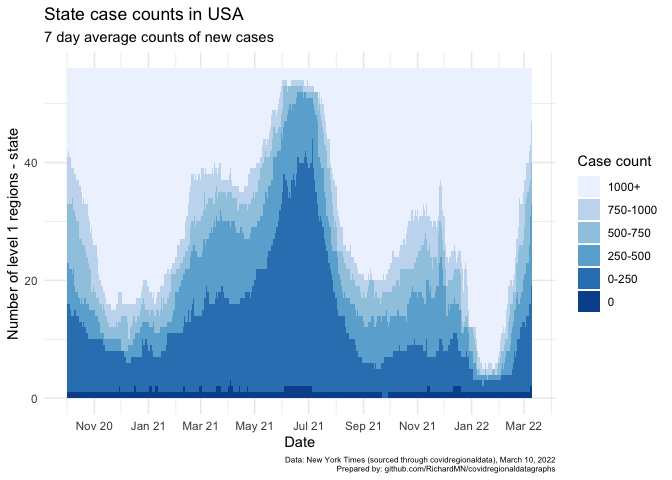 State case counts in USA
7 day average counts of new cases
Number of level 1 regions - state
40
20
0
Nov 20 Jan 21 Mar 21 May 21 Jul 21 Sep 21 Nov 21 Jan 22 Mar 22
Date
Case count
1000+
750-1000
500-750
250-500
0-250
0
Data: New York Times (sourced through covidregionaldata), March 10, 2022
Prepared by: github.com/RichardMN/covidregionaldatagraphs